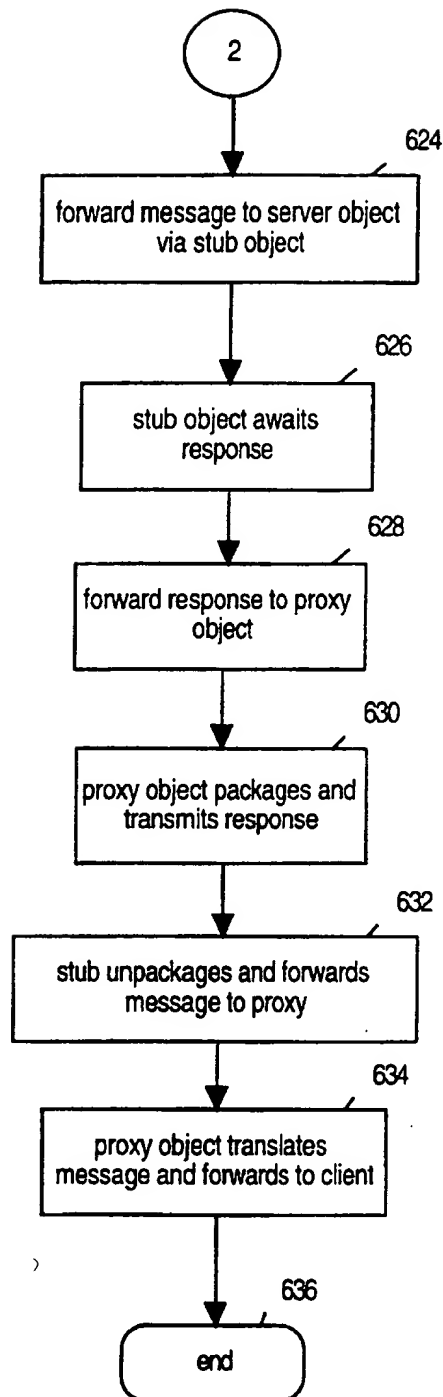 2
624
forward message to server object
via stub object
626
stub object awaits
response
628
forward response to proxy
object
630
proxy object packages and
transmits response
632
stub unpackages and forwards
message to proxy
634
proxy object translates
message and forwards to client
636
end